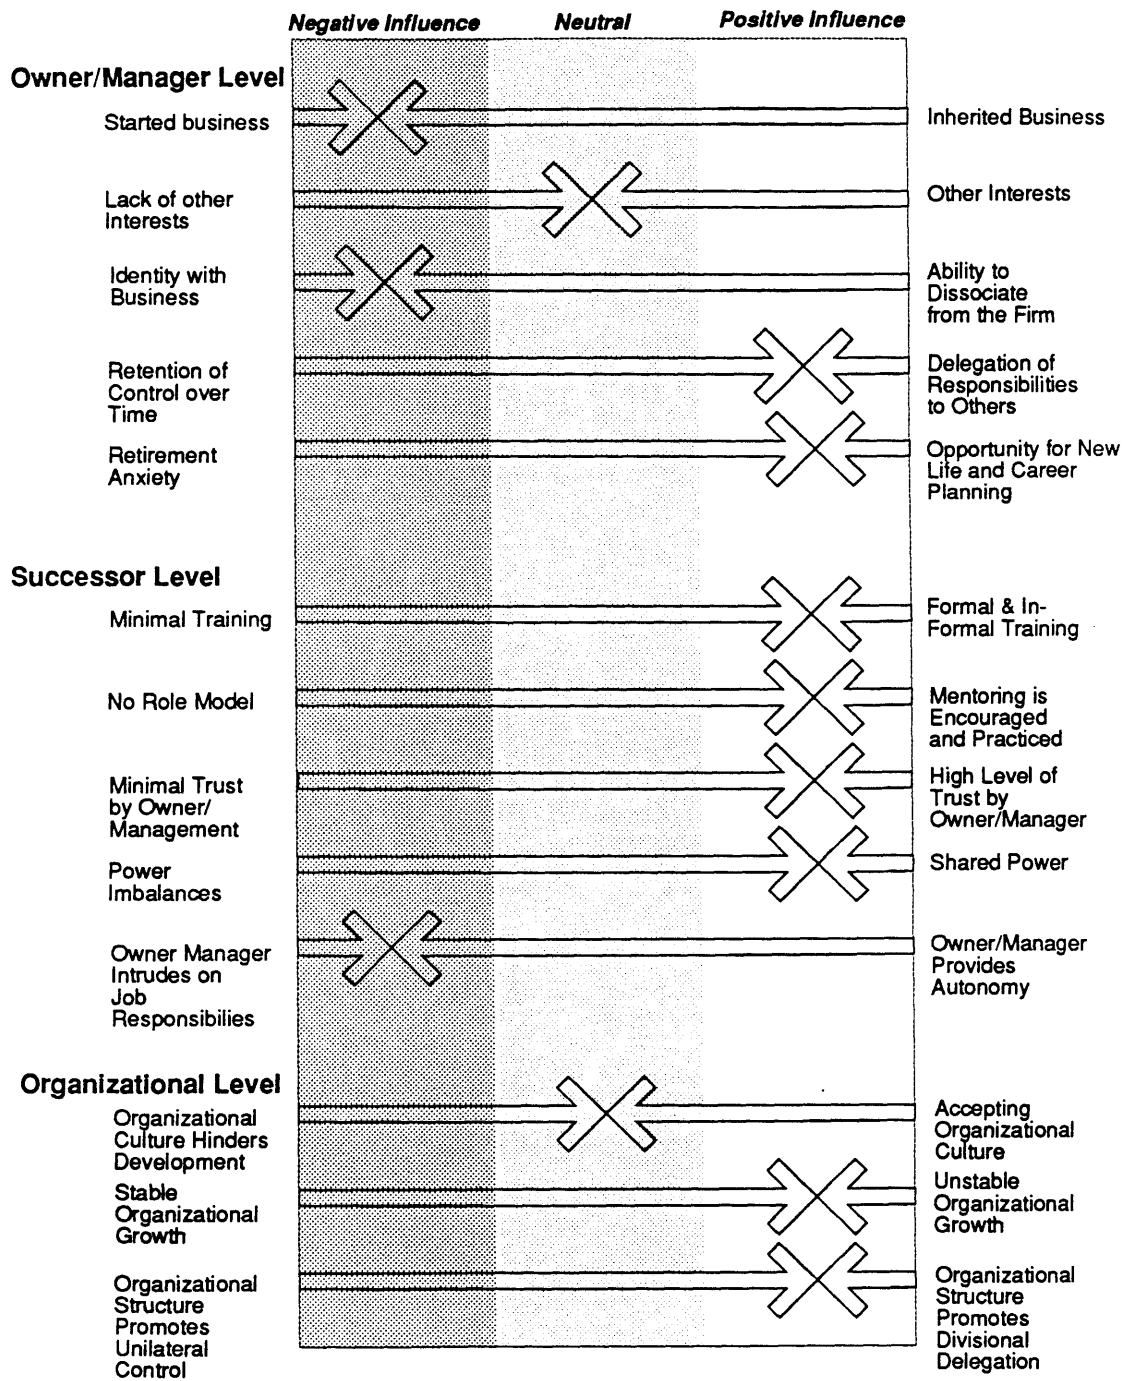 Negative Influence Neutral Positive Influence
Owner/Manager Level
Started business
Inherited Business
Lack of other
Interests
Other Interests
Identity with
Business
Ability to
Dissociate
from the Firm
Retention of
Control over
Time
Delegation of
Responsibilities
to Others
Retirement
Anxiety
Opportunity for New
Life and Career
Planning
Successor Level
Minimal Training
Formal & In-
Formal Training
No Role Model
Mentoring is
Encouraged
and Practiced
Minimal Trust
by Owner/
Management
High Level of
Trust by
Owner/Manager
Power
Imbalances
Shared Power
Owner Manager
Intrudes on
Job
Responsibilies
Owner/Manager
Provides
Autonomy
Organizational Level
Organizational
Culture Hinders
Development
Accepting
Organizational
Culture
Stable
Organizational
Growth
Unstable
Organizational
Growth
Organizational
Structure
Promotes
Unilateral
Control
Organizational
Structure
Promotes
Divisional
Delegation